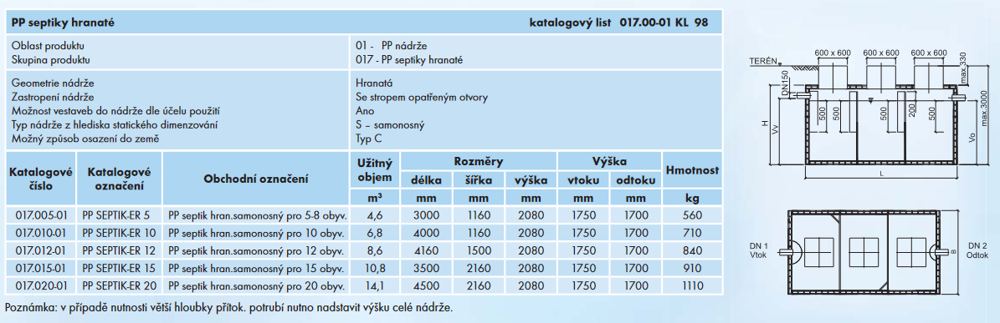 PP septiky hranaté katalogový list 017.00-01 KL 98
Oblast produktu 01 - PP nádrže
Skupina produktu 017 - PP septiky hranaté
Geometrie nádrže Hranatá
Zastropení nádrže Se stropem opatřeným otvory
Možnost vestaveb do nádrže dle účelu použití Ano
Typ nádrže z hlediska statického dimenzování S – samonosný
Možný způsob osazení do země Typ C
Katalogové číslo Katalogové označení Obchodní označení Užitný objem Rozměry Výška Hmotnost
délka šířka výška vtoku odtoku
m³ mm mm mm mm mm kg
017.005-01 PP SEPTIK-ER 5 PP septik hran.samonosný pro 5-8 obyv. 4,6 3000 1160 2080 1750 1700 560
017.010-01 PP SEPTIK-ER 10 PP septik hran.samonosný pro 10 obyv. 6,8 4000 1160 2080 1750 1700 710
017.012-01 PP SEPTIK-ER 12 PP septik hran.samonosný pro 12 obyv. 8,6 4160 1500 2080 1750 1700 840
017.015-01 PP SEPTIK-ER 15 PP septik hran.samonosný pro 15 obyv. 10,8 3500 2160 2080 1750 1700 910
017.020-01 PP SEPTIK-ER 20 PP septik hran.samonosný pro 20 obyv. 14,1 4500 2160 2080 1750 1700 1110
Poznámka: v případě nutnosti větší hloubky přítok. potrubí nutno nadstavit výšku celé nádrže.
600 x 600 600 x 600 600 x 600
TERÉN
max.330
DN150
max.3000
500 500 500 200 500
H
Vv
Vo
L
DN 1
Vtok
B
DN 2
Odtok